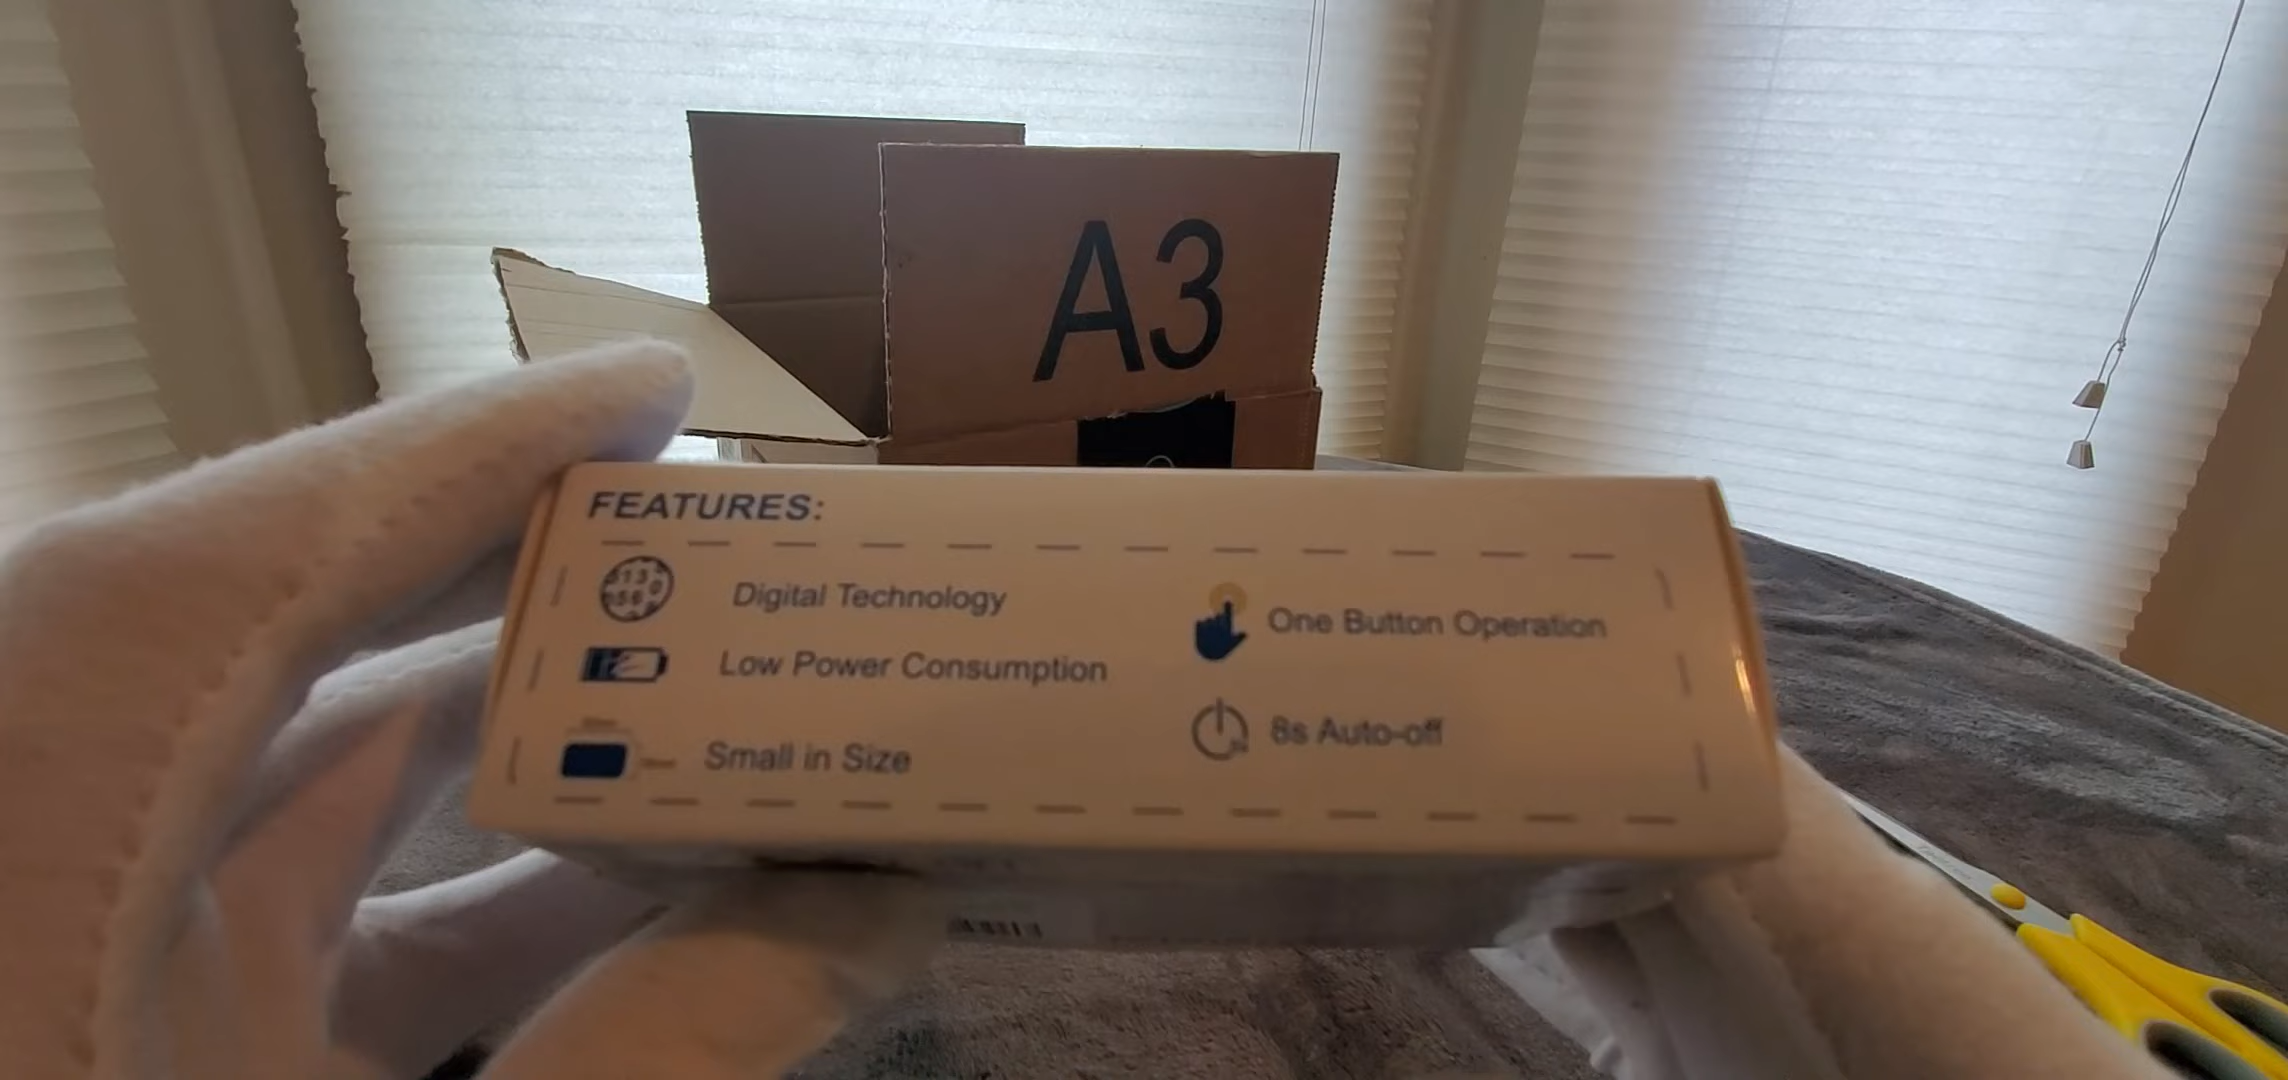 A3
FEATURES:
Digital Technology
Low Power Consumption
Small in Size
One Button Operation
8s Auto-off